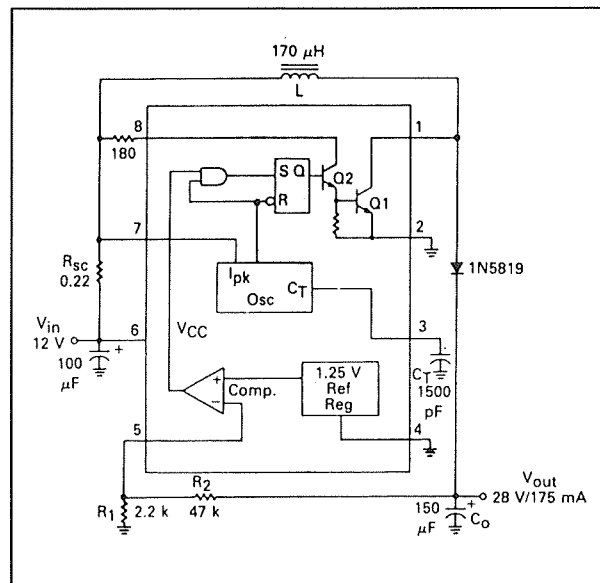 170 μH
L
8
1
180
S Q
Q2
R
Q1
2
7
Rsc
0.22
Ipk
Osc
CT
1N5819
Vin
12 V
6
VCC
3
100
μF
+
CT
1500
pF
+
−
Comp.
1.25 V
Ref
Reg
5
4
R2
47 k
R1
2.2 k
Vout
28 V/175 mA
150
μF
+
Co